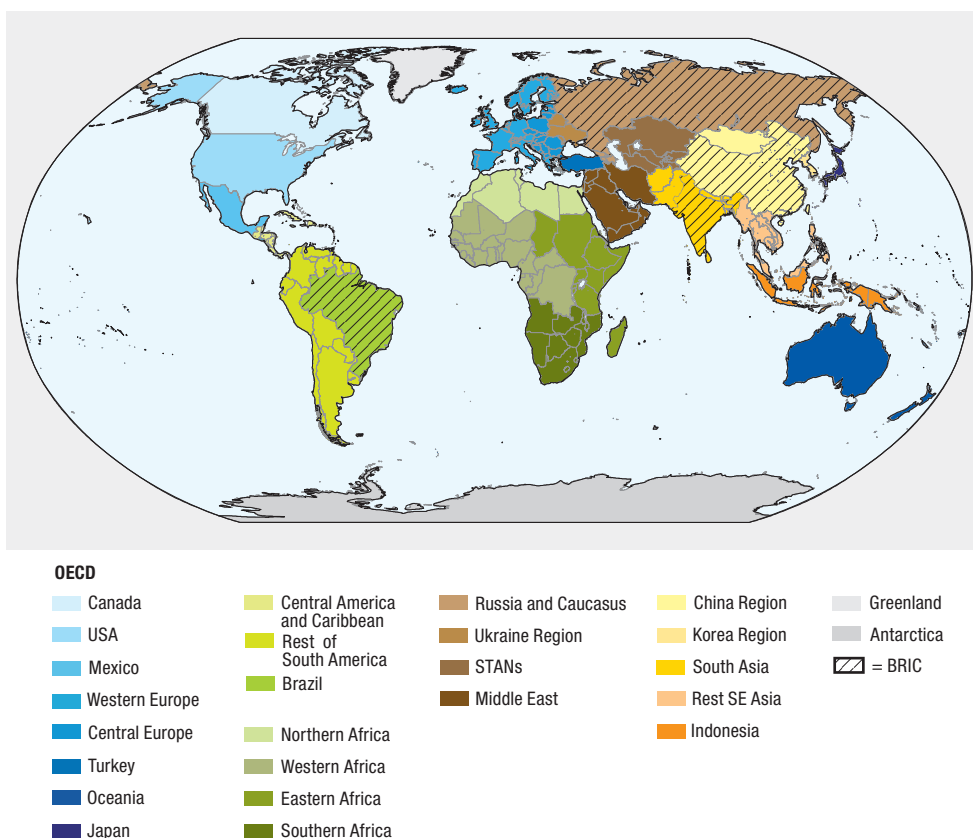 OECD
Canada
USA
Mexico
Western Europe
Central Europe
Turkey
Oceania
Japan
Central America
and Caribbean
Rest of
South America
Brazil
Northern Africa
Western Africa
Eastern Africa
Southern Africa
Russia and Caucasus
Ukraine Region
STANs
Middle East
China Region
Korea Region
South Asia
Rest SE Asia
Indonesia
Greenland
Antarctica
= BRIC